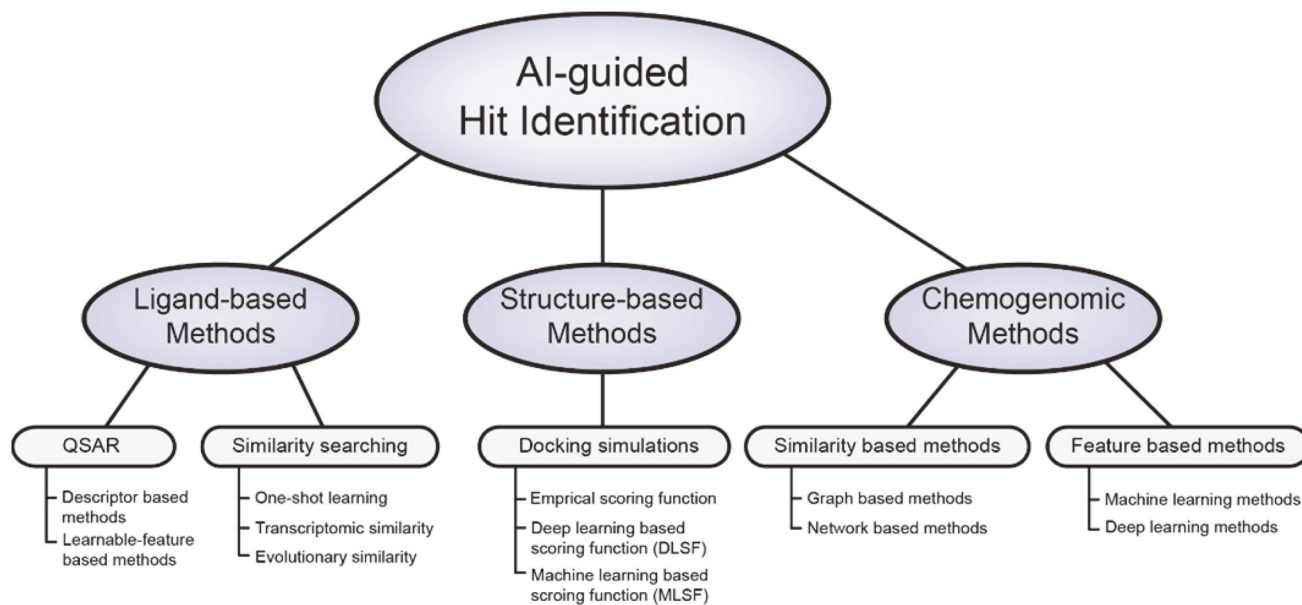 AI-guided
Hit Identification
Ligand-based
Methods
Structure-based
Methods
Chemogenomic
Methods
QSAR
Descriptor based
methods
Learnable-feature
based methods
Similarity searching
One-shot learning
Transcriptomic similarity
Evolutionary similarity
Docking simulations
Emprical scoring function
Deep learning based
scoring function (DLSF)
Machine learning based
scroing function (MLSF)
Similarity based methods
Graph based methods
Network based methods
Feature based methods
Machine learning methods
Deep learning methods